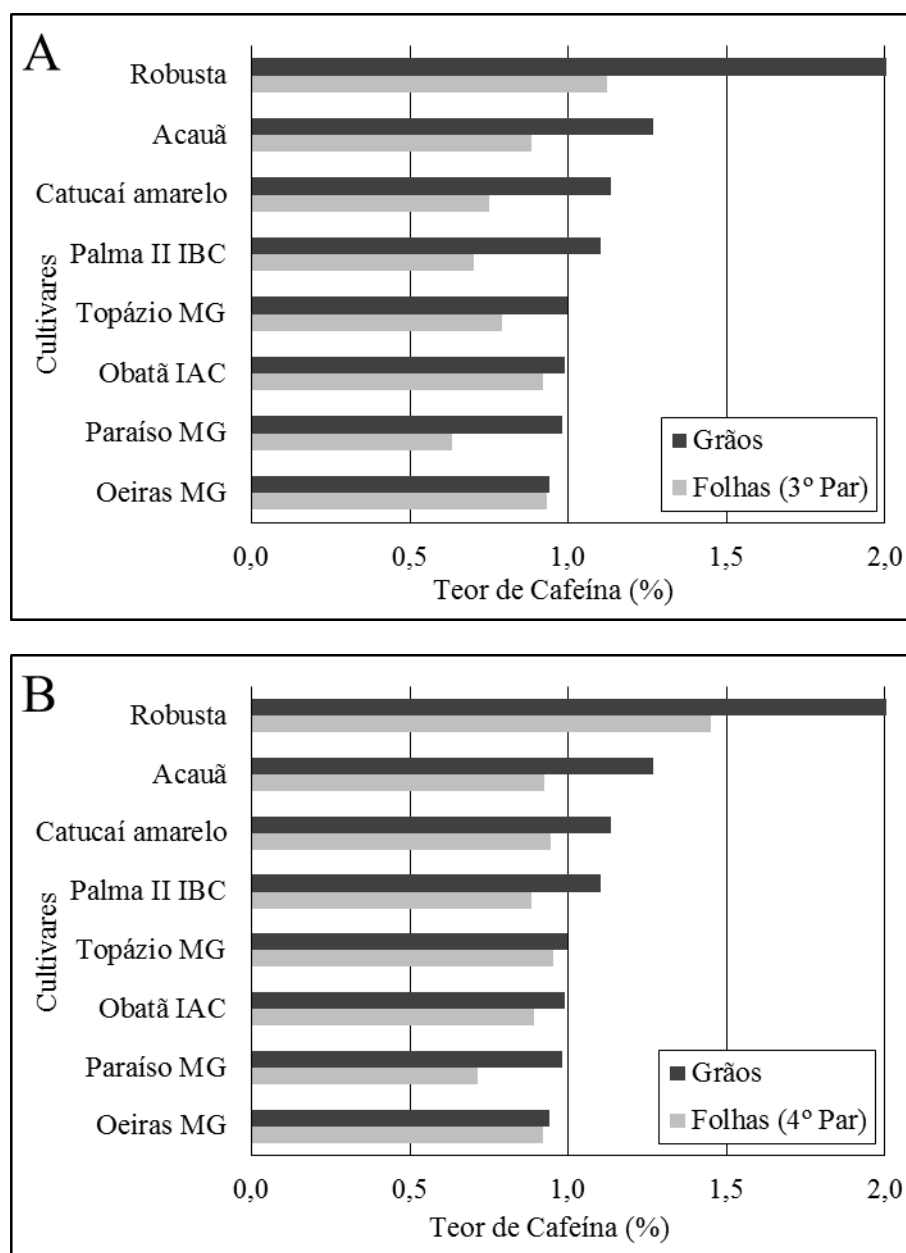 A
Robusta
Acauã
Catucaí amarelo
Palma II IBC
Topázio MG
Obatã IAC
Paraíso MG
Oeiras MG
Cultivares
Grãos
Folhas (3º Par)
0,0 0,5 1,0 1,5 2,0
Teor de Cafeína (%)
B
Robusta
Acauã
Catucaí amarelo
Palma II IBC
Topázio MG
Obatã IAC
Paraíso MG
Oeiras MG
Cultivares
Grãos
Folhas (4º Par)
0,0 0,5 1,0 1,5 2,0
Teor de Cafeína (%)